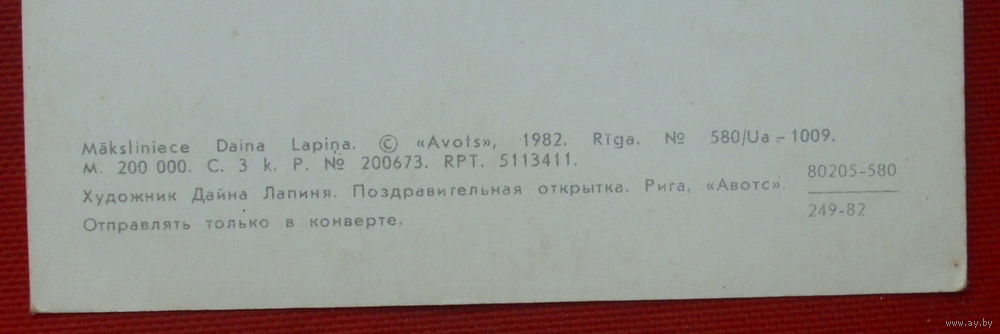 Māksliniece Daina Lapiņa. © «Avots», 1982. Rīga. № 580/Ua – 1009.
M. 200 000. C. 3 k. P. № 200673. RPT. 5113411.
Художник Дайна Лапиня. Поздравительная открытка. Рига, «Авотс».
Отправлять только в конверте.
80205-580
249-82
www.ay.by